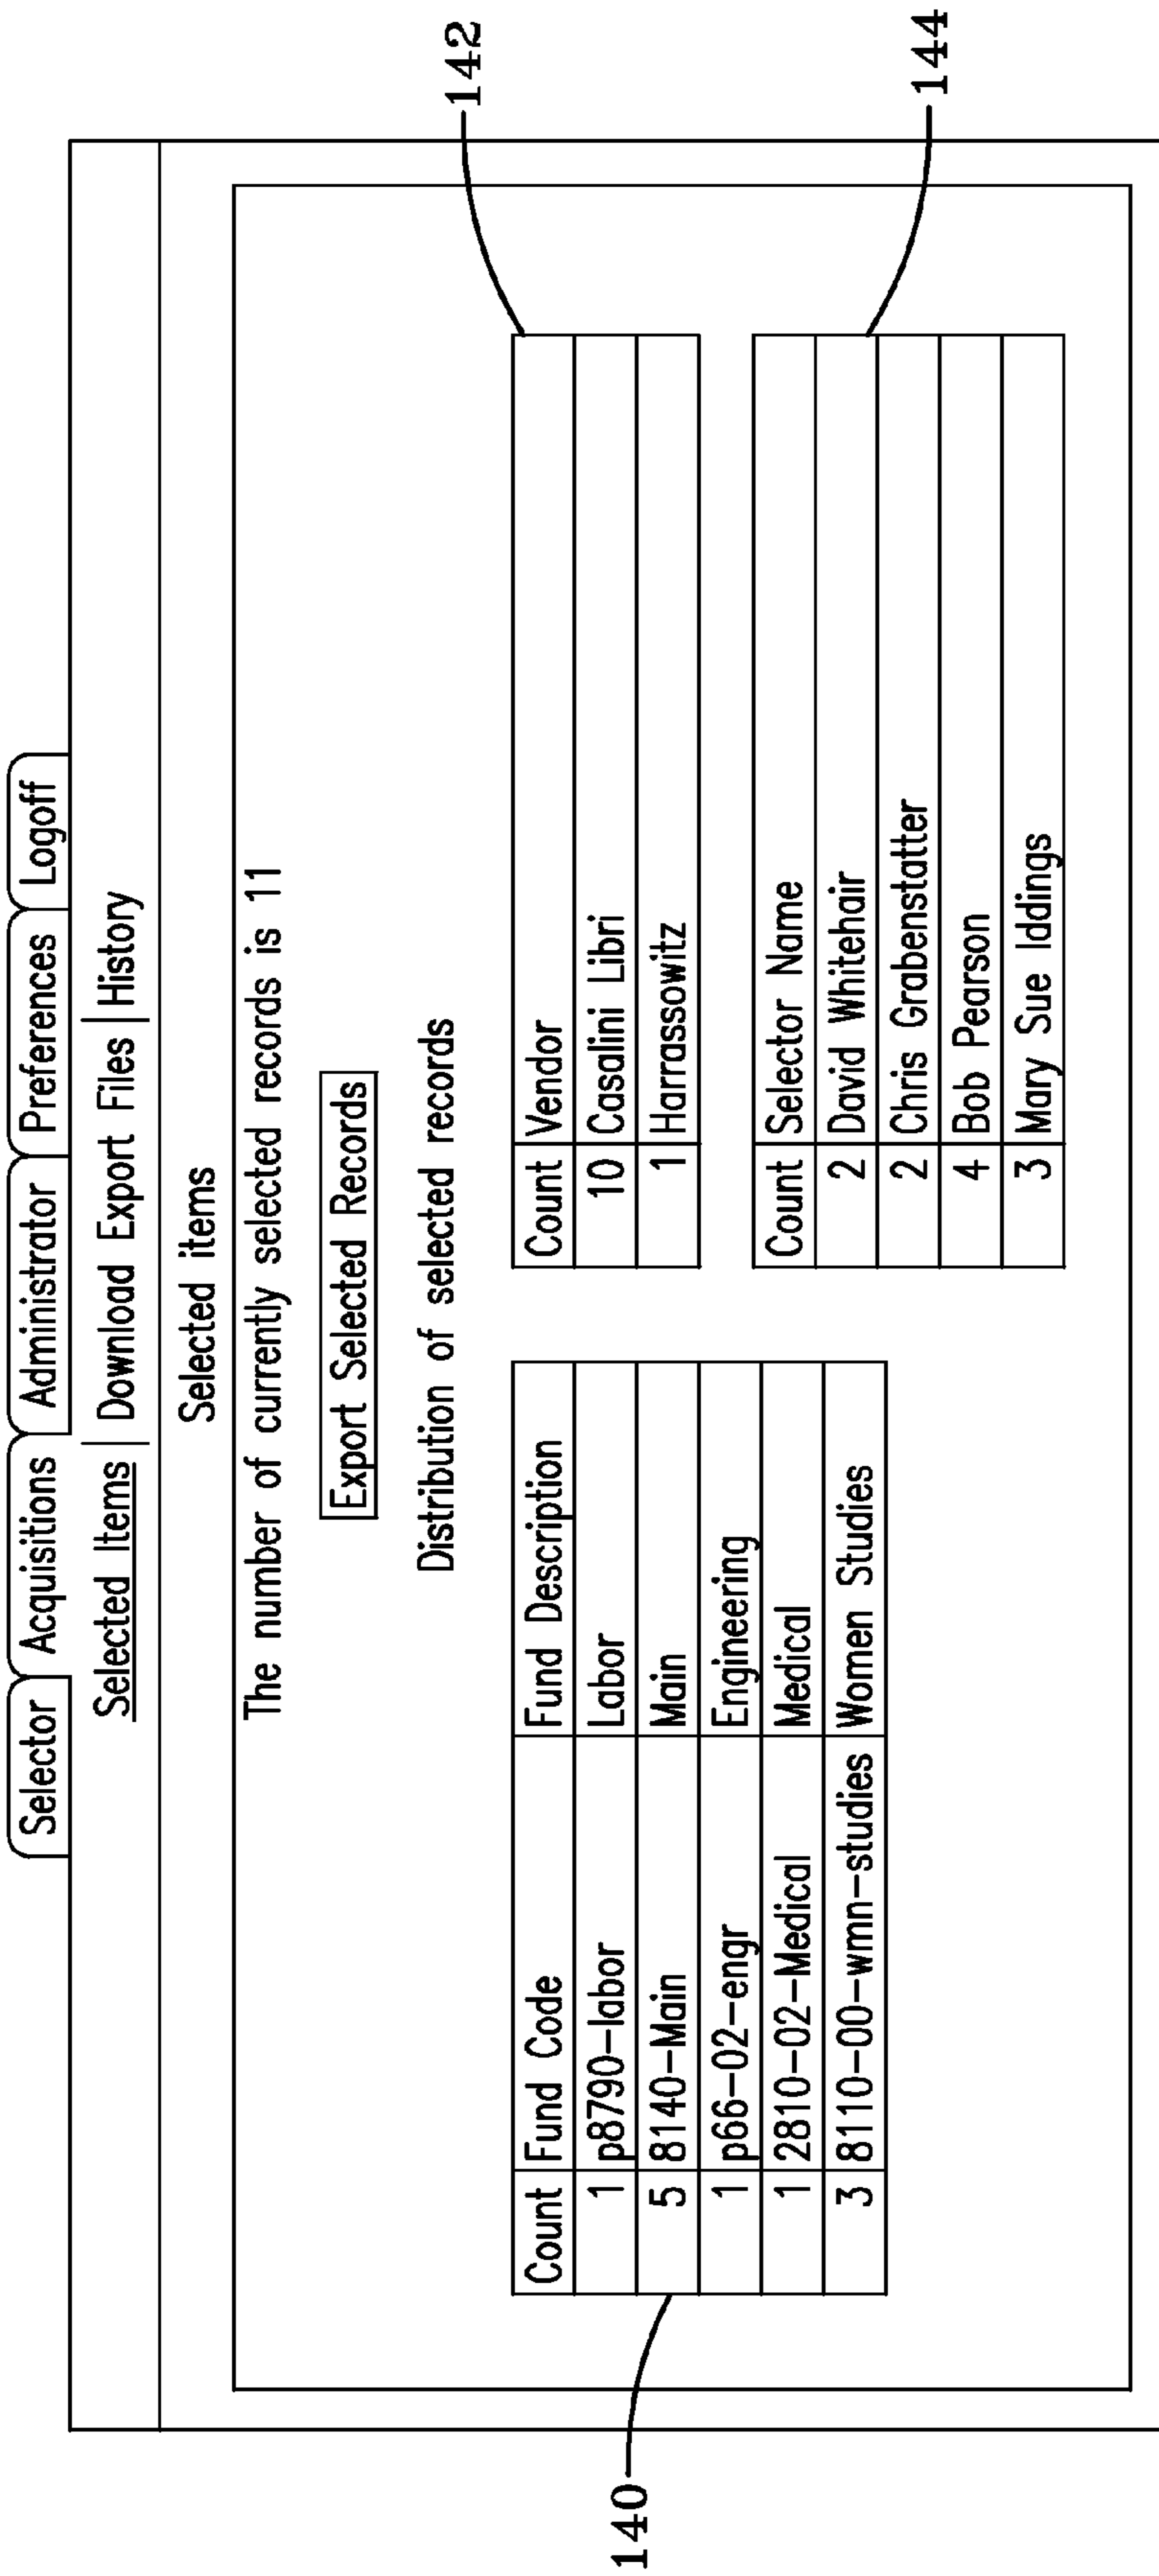 Selector Acquisitions Administrator Preferences Logoff
Selected Items | Download Export Files | History
Selected items
The number of currently selected records is 11
Export Selected Records
Distribution of selected records
Count Fund Code Fund Description
1 p8790-labor Labor
5 8140-Main Main
1 p66-02-engr Engineering
1 2810-02-Medical Medical
3 8110-00-wmn-studies Women Studies
140
Count Vendor
10 Casalini Libri
1 Harrassowitz
142
Count Selector Name
2 David Whitehair
2 Chris Grabenstatter
4 Bob Pearson
3 Mary Sue Iddings
144